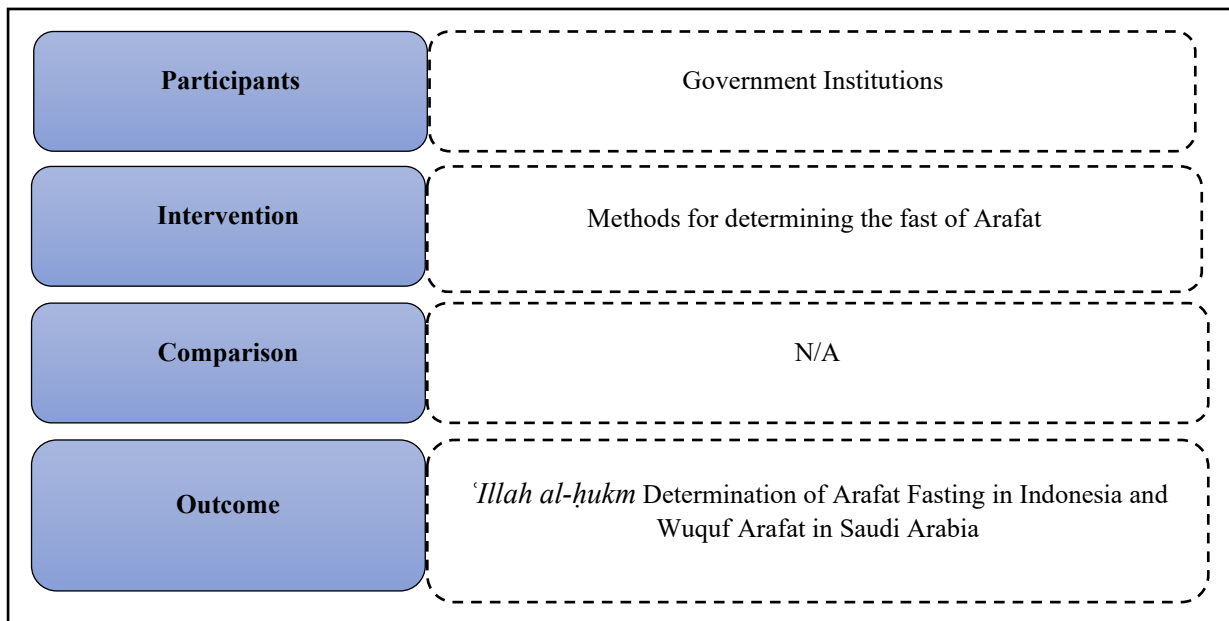 Participants
Government Institutions
Intervention
Methods for determining the fast of Arafat
Comparison
N/A
Outcome
ʿIllah al-ḥukm Determination of Arafat Fasting in Indonesia and
Wuquf Arafat in Saudi Arabia